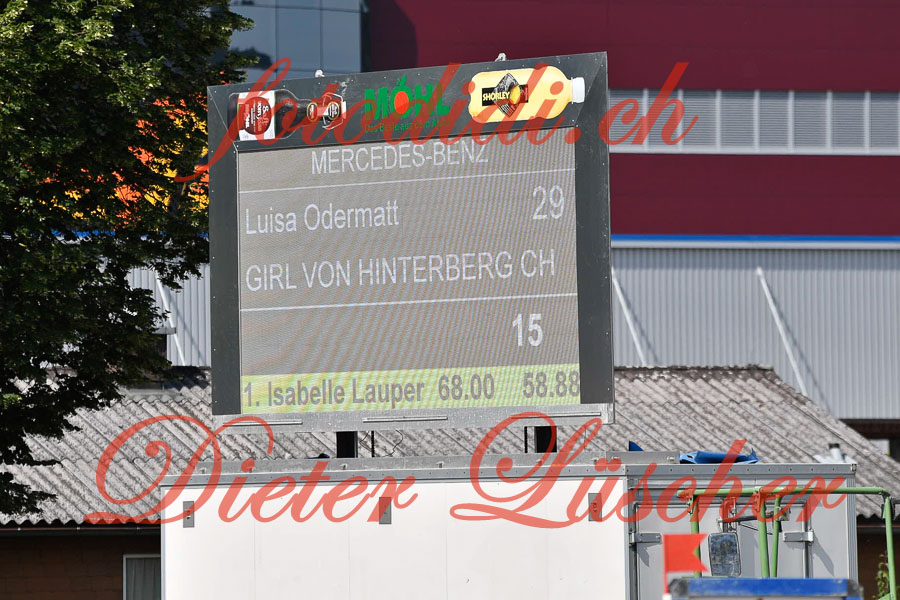 fotodidi.ch
MÖHL
SHORLEY
MERCEDES-BENZ
Luisa Odermatt 29
GIRL VON HINTERBERG CH
15
1. Isabelle Lauper 68.00 58.88
Dieter Lüscher